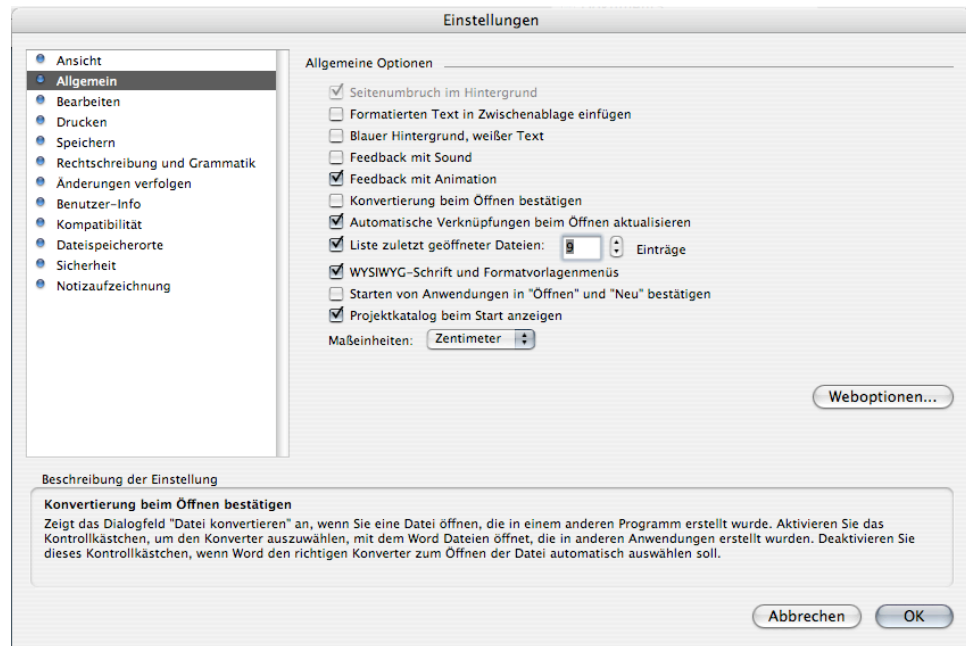 Einstellungen
Ansicht
Allgemein
Bearbeiten
Drucken
Speichern
Rechtschreibung und Grammatik
Änderungen verfolgen
Benutzer-Info
Kompatibilität
Dateispeicherorte
Sicherheit
Notizaufzeichnung
Allgemeine Optionen
Seitenumbruch im Hintergrund
Formatierten Text in Zwischenablage einfügen
Blauer Hintergrund, weißer Text
Feedback mit Sound
Feedback mit Animation
Konvertierung beim Öffnen bestätigen
Automatische Verknüpfungen beim Öffnen aktualisieren
Liste zuletzt geöffneter Dateien: 9 Einträge
WYSIWYG-Schrift und Formatvorlagenmenüs
Starten von Anwendungen in "Öffnen" und "Neu" bestätigen
Projektkatalog beim Start anzeigen
Maßeinheiten: Zentimeter
Weboptionen...
Beschreibung der Einstellung
Konvertierung beim Öffnen bestätigen
Zeigt das Dialogfeld "Datei konvertieren" an, wenn Sie eine Datei öffnen, die in einem anderen Programm erstellt wurde. Aktivieren Sie das
Kontrollkästchen, um den Konverter auszuwählen, mit dem Word Dateien öffnet, die in anderen Anwendungen erstellt wurden. Deaktivieren Sie
dieses Kontrollkästchen, wenn Word den richtigen Konverter zum Öffnen der Datei automatisch auswählen soll.
Abbrechen OK